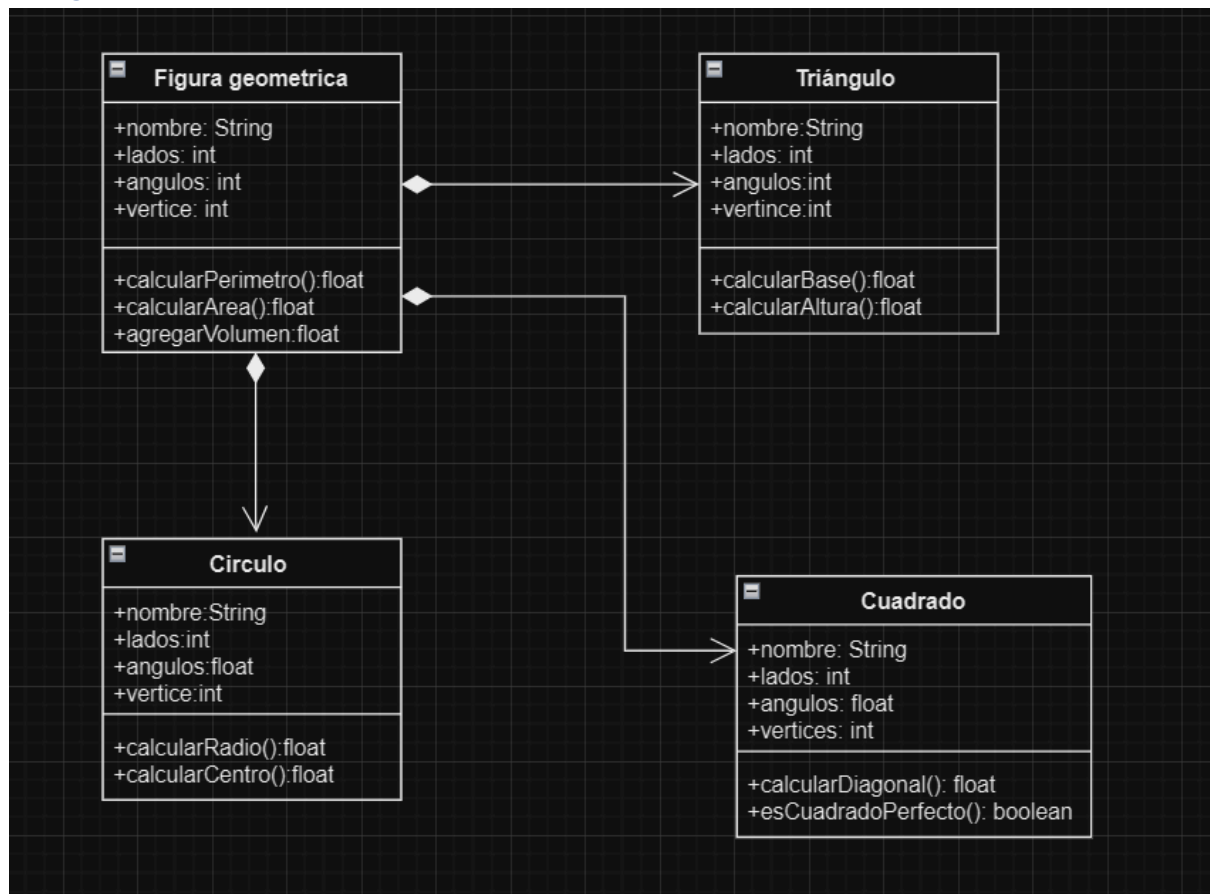 Figura geometrica
+nombre: String
+lados: int
+angulos: int
+vertice: int
+calcularPerimetro():float
+calcularArea():float
+agregarVolumen:float
Triángulo
+nombre:String
+lados: int
+angulos:int
+vertince:int
+calcularBase():float
+calcularAltura():float
Circulo
+nombre:String
+lados:int
+angulos:float
+vertice:int
+calcularRadio():float
+calcularCentro():float
Cuadrado
+nombre: String
+lados: int
+angulos: float
+vertices: int
+calcularDiagonal(): float
+esCuadradoPerfecto(): boolean